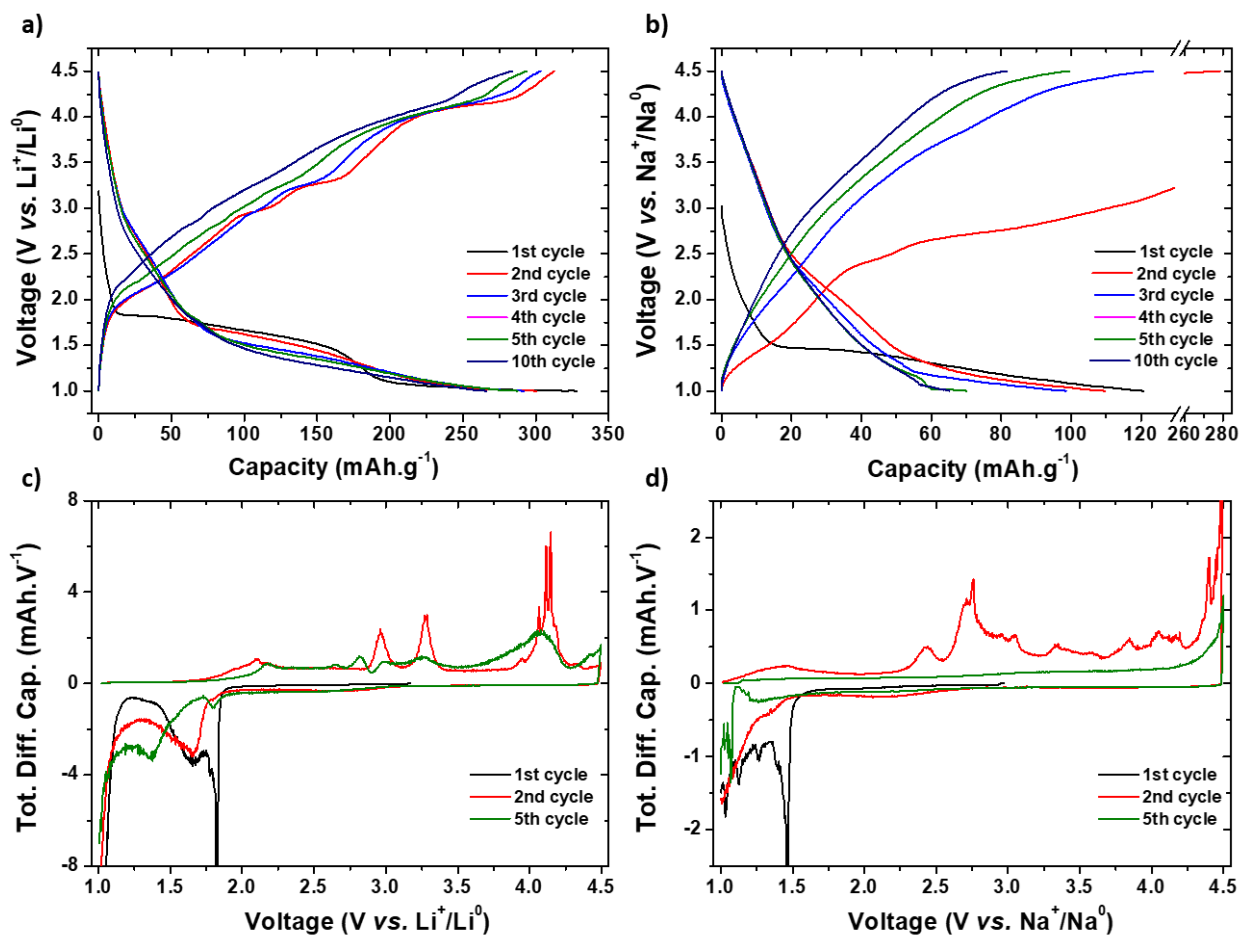 a)
4.5
4.0
3.5
3.0
2.5
2.0
1.5
1.0
Voltage (V vs. Li⁺/Li⁰)
1st cycle
2nd cycle
3rd cycle
4th cycle
5th cycle
10th cycle
0 50 100 150 200 250 300 350
Capacity (mAh.g⁻¹)
b)
4.5
4.0
3.5
3.0
2.5
2.0
1.5
1.0
Voltage (V vs. Na⁺/Na⁰)
1st cycle
2nd cycle
3rd cycle
4th cycle
5th cycle
10th cycle
0 20 40 60 80 100 120 260 280
Capacity (mAh.g⁻¹)
c)
8
4
0
-4
-8
Tot. Diff. Cap. (mAh.V⁻¹)
1st cycle
2nd cycle
5th cycle
1.0 1.5 2.0 2.5 3.0 3.5 4.0 4.5
Voltage (V vs. Li⁺/Li⁰)
d)
2
1
0
-1
-2
Tot. Diff. Cap. (mAh.V⁻¹)
1st cycle
2nd cycle
5th cycle
1.0 1.5 2.0 2.5 3.0 3.5 4.0 4.5
Voltage (V vs. Na⁺/Na⁰)